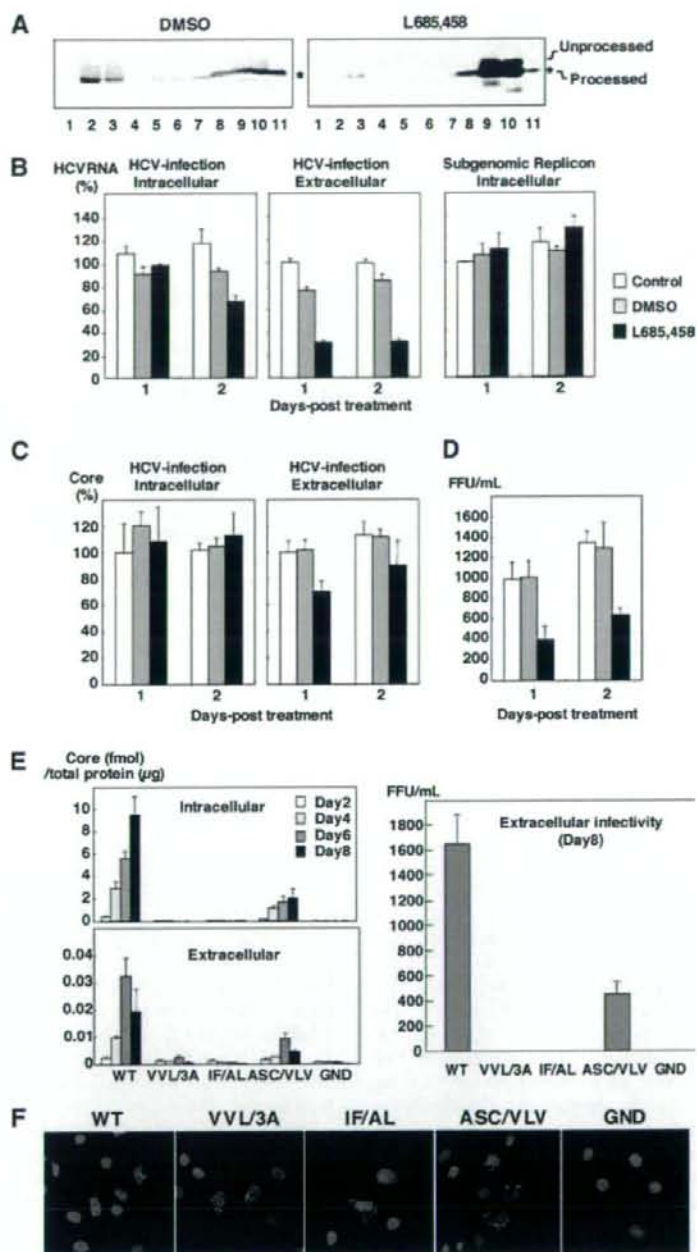 A
DMSO
L685,458
Unprocessed
*
*
Processed
1 2 3 4 5 6 7 8 9 10 11
1 2 3 4 5 6 7 8 9 10 11
B
HCVRNA
(%)
HCV-infection
Intracellular
HCV-infection
Extracellular
Subgenomic Replicon
Intracellular
140
120
100
80
60
40
20
0
Control
DMSO
L685,458
1 2
1 2
1 2
Days-post treatment
C
Core
(%)
HCV-infection
Intracellular
HCV-infection
Extracellular
120
100
80
60
40
20
0
1 2
1 2
Days-post treatment
D
FFU/mL
1600
1400
1200
1000
800
600
400
200
0
1 2
Days-post treatment
E
Core (fmol)
/total protein (μg)
10
8
6
4
2
0
Intracellular
Day2
Day4
Day6
Day8
0.04
0.03
0.02
0.01
0
Extracellular
WT VVL/3A IF/AL ASC/VLV GND
FFU/mL
1800
1600
1400
1200
1000
800
600
400
200
0
Extracellular infectivity
(Day8)
WT VVL/3A IF/AL ASC/VLV GND
F
WT VVL/3A IF/AL ASC/VLV GND